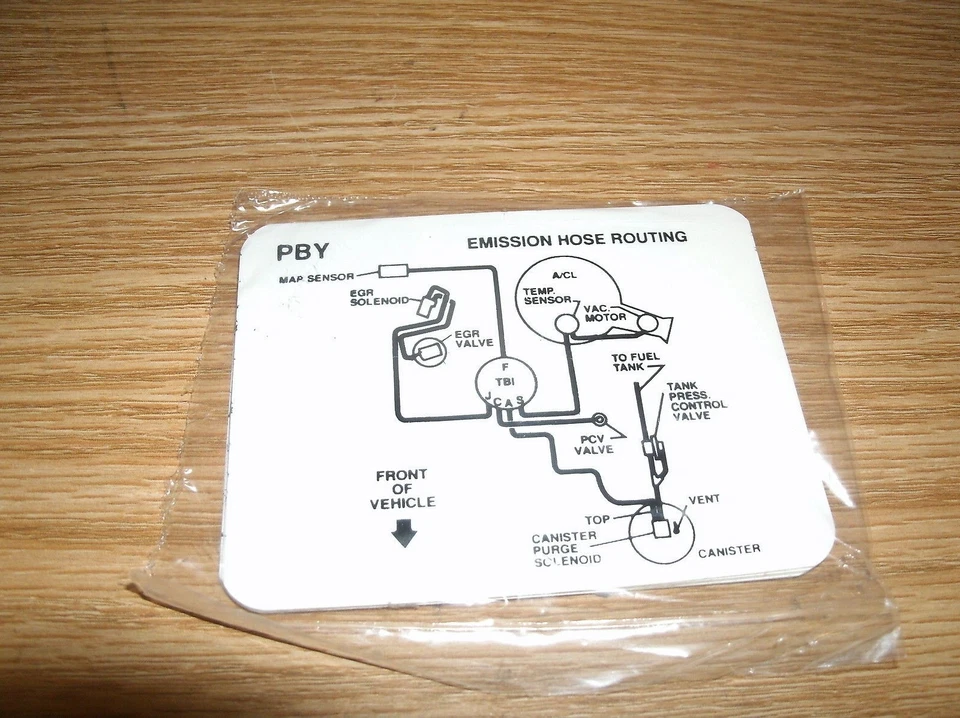 PBY
EMISSION HOSE ROUTING
MAP SENSOR
EGR
SOLENOID
EGR
VALVE
A/CL
TEMP.
SENSOR
VAC.
MOTOR
F
TBI
J C A S
TO FUEL
TANK
TANK
PRESS.
CONTROL
VALVE
PCV
VALVE
FRONT
OF
VEHICLE
TOP
VENT
CANISTER
PURGE
SOLENOID
CANISTER